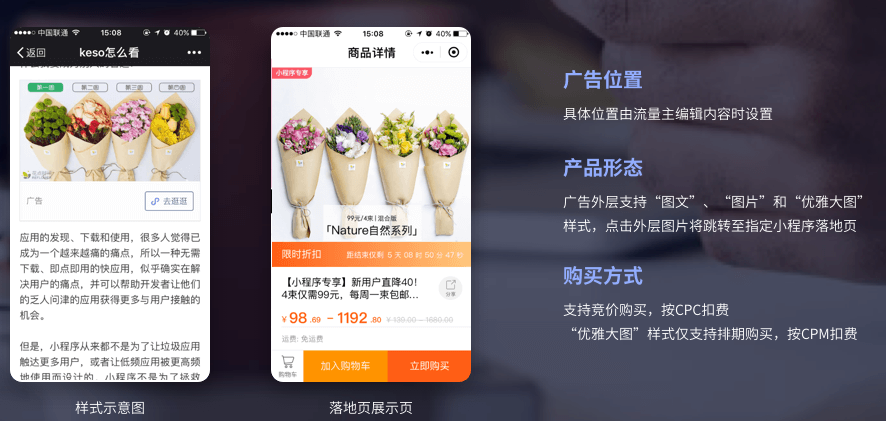 中国联通
15:08
40%
返回
keso怎么看
第一周
第二周
第三周
第四周
广告
去逛逛
应用的发现、下载和使用，很多人觉得已
成为一个越来越痛的痛点，所以一种无需
下载、即点即用的快应用，似乎确实在解
决用户的痛点，并可以帮助开发者让他们
的乏人问津的应用获得更多与用户接触的
机会。
但是，小程序从来都不是为了让垃圾应用
触达更多用户，或者让低频应用被更高频
地使用而设计的，小程序不是为了拯救
样式示意图
中国联通
15:08
40%
商品详情
小程序专享
99元/4束|混合版
「Nature自然系列」
限时折扣
距结束仅剩 5 天 08 时 50 分 47 秒
【小程序专享】新用户直降40！
4束仅需99元，每周一束包邮...
分享
¥98.69 - 1192.80 ¥139.00 - 1680.00
运费: 免运费
购物车
加入购物车
立即购买
落地页展示页
广告位置
具体位置由流量主编辑内容时设置
产品形态
广告外层支持“图文”、“图片”和“优雅大图”
样式，点击外层图片将跳转至指定小程序落地页
购买方式
支持竞价购买，按CPC扣费
“优雅大图”样式仅支持排期购买，按CPM扣费